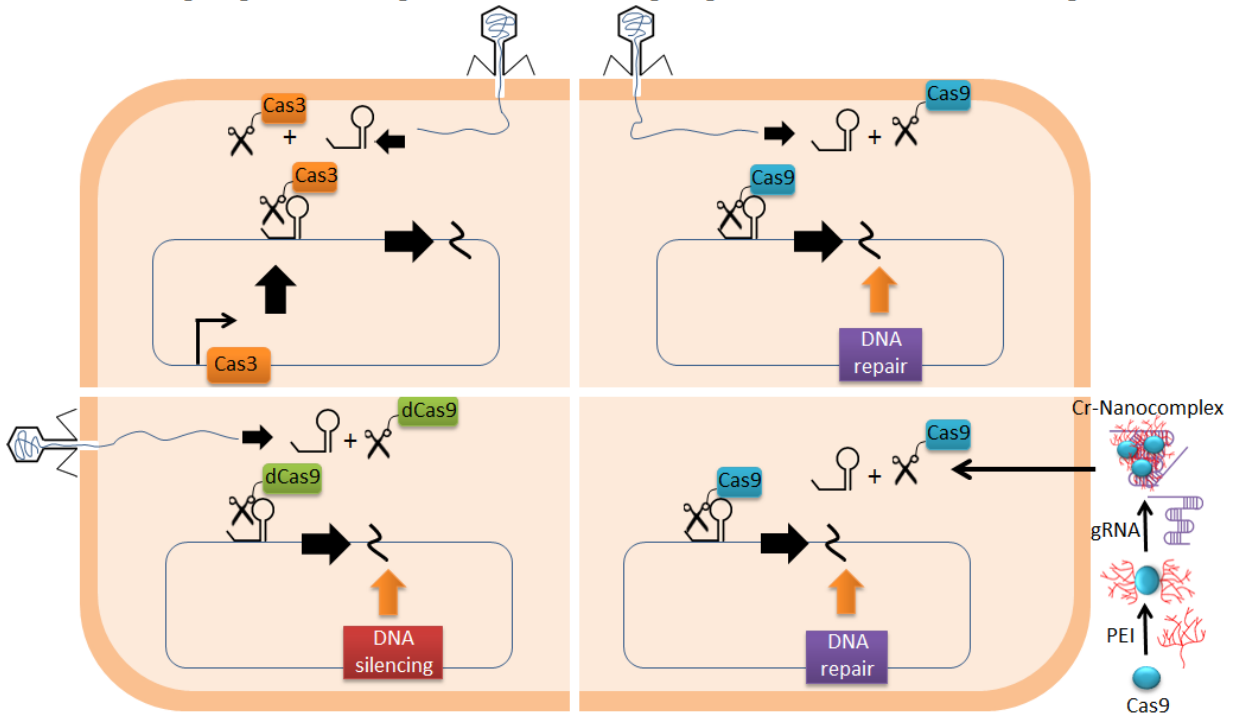 Cas3
+
Cas3
Cas3
Cas9
+
Cas9
DNA
repair
dCas9
+
dCas9
DNA
silencing
Cas9
+
Cas9
DNA
repair
Cr-Nanocomplex
gRNA
PEI
Cas9